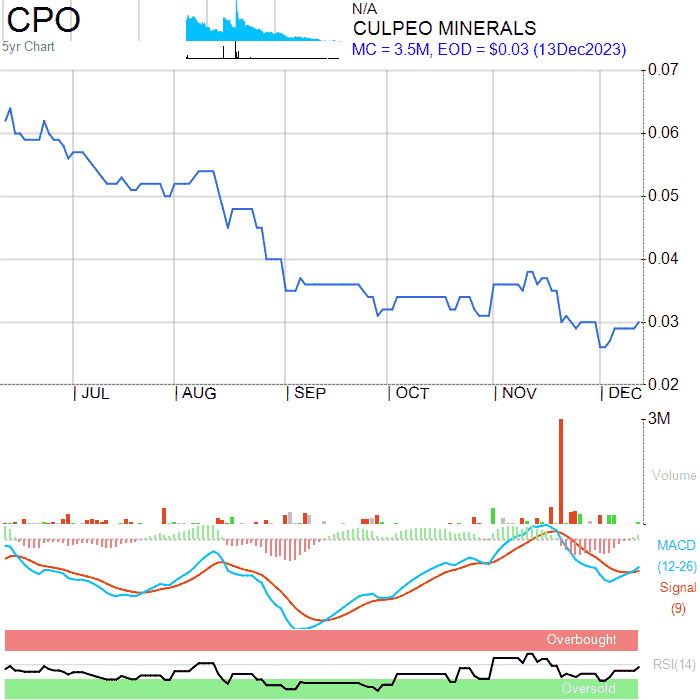 CPO
5yr Chart
N/A
CULPEO MINERALS
MC = 3.5M, EOD = $0.03 (13Dec2023)
0.07
0.06
0.05
0.04
0.03
0.02
JUL
AUG
SEP
OCT
NOV
DEC
3M
Volume
MACD
(12-26)
Signal
(9)
Overbought
RSI(14)
Oversold